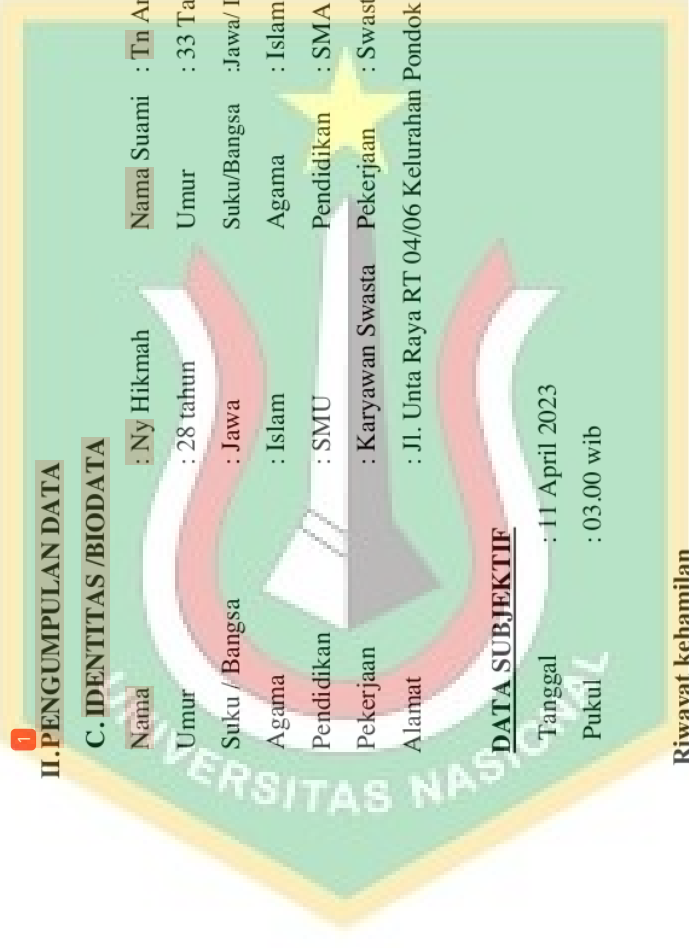 1
II. PENGUMPULAN DATA
C. IDENTITAS /BIODATA
Nama : Ny Hikmah Nama Suami : Tn
Umur : 28 tahun Umur : 33
Suku / Bangsa : Jawa Suku/Bangsa :Jawa/
Agama : Islam Agama : Islam
Pendidikan : SMU Pendidikan : SMA
Pekerjaan : Karyawan Swasta Pekerjaan
Alamat : Jl. Unta Raya RT 04/06 Kelurahan Pondok
DATA SUBJEKTIF
Tanggal : 11 April 2023
Pukul : 03.00 wib
Riwayat kehamilan
UNIVERSITAS NASIONAL